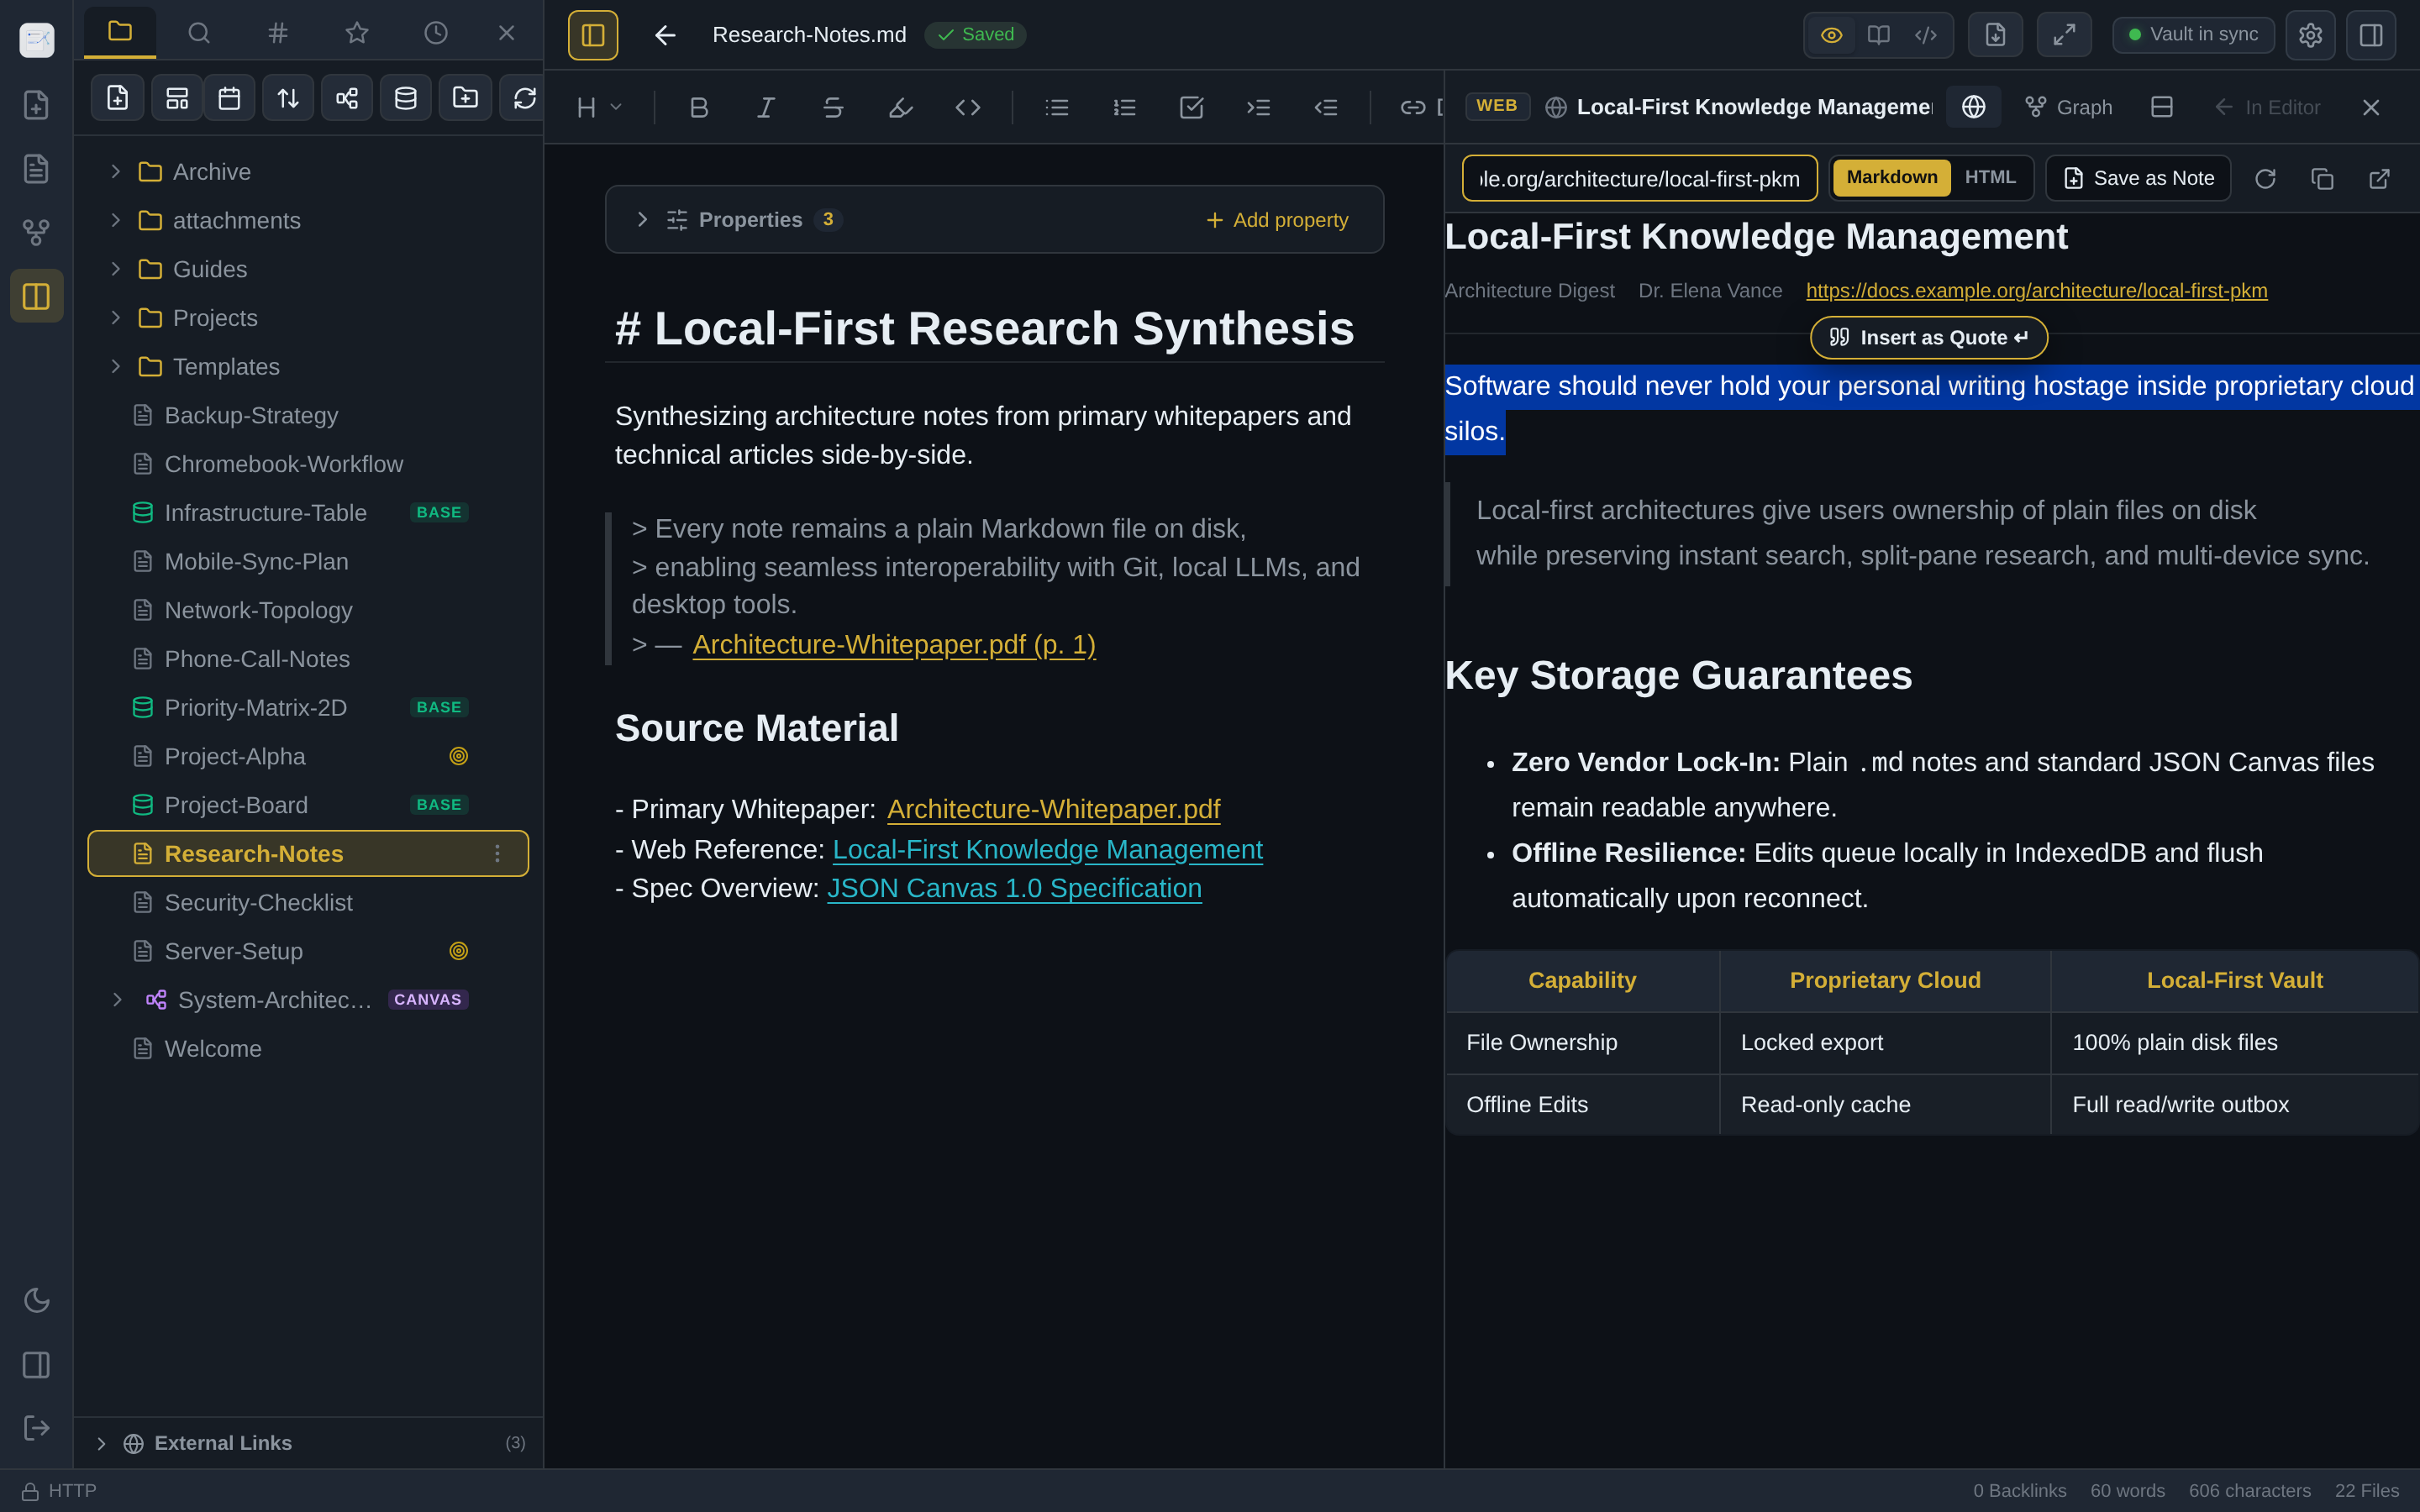 Archive
attachments
Guides
Projects
Templates
Backup-Strategy
Chromebook-Workflow
Infrastructure-Table BASE
Mobile-Sync-Plan
Network-Topology
Phone-Call-Notes
Priority-Matrix-2D BASE
Project-Alpha
Project-Board BASE
Research-Notes
Security-Checklist
Server-Setup
System-Architec... CANVAS
Welcome
External Links (3)
Research-Notes.md Saved
Vault in sync
Properties 3 Add property
# Local-First Research Synthesis
Synthesizing architecture notes from primary whitepapers and
technical articles side-by-side.
> Every note remains a plain Markdown file on disk,
> enabling seamless interoperability with Git, local LLMs, and
desktop tools.
> — Architecture-Whitepaper.pdf (p. 1)
Source Material
- Primary Whitepaper: Architecture-Whitepaper.pdf
- Web Reference: Local-First Knowledge Management
- Spec Overview: JSON Canvas 1.0 Specification
WEB Local-First Knowledge Graph In Editor
.org/architecture/local-first-pkm Markdown HTML Save as Note
Local-First Knowledge Management
Architecture Digest Dr. Elena Vance https://docs.example.org/architecture/local-first-pkm
Insert as Quote ↵
Software should never hold your personal writing hostage inside proprietary cloud
silos.
Local-first architectures give users ownership of plain files on disk
while preserving instant search, split-pane research, and multi-device sync.
Key Storage Guarantees
• Zero Vendor Lock-In: Plain .md notes and standard JSON Canvas files
remain readable anywhere.
• Offline Resilience: Edits queue locally in IndexedDB and flush
automatically upon reconnect.
Capability Proprietary Cloud Local-First Vault
File Ownership Locked export 100% plain disk files
Offline Edits Read-only cache Full read/write outbox
HTTP
0 Backlinks 60 words 606 characters 22 Files